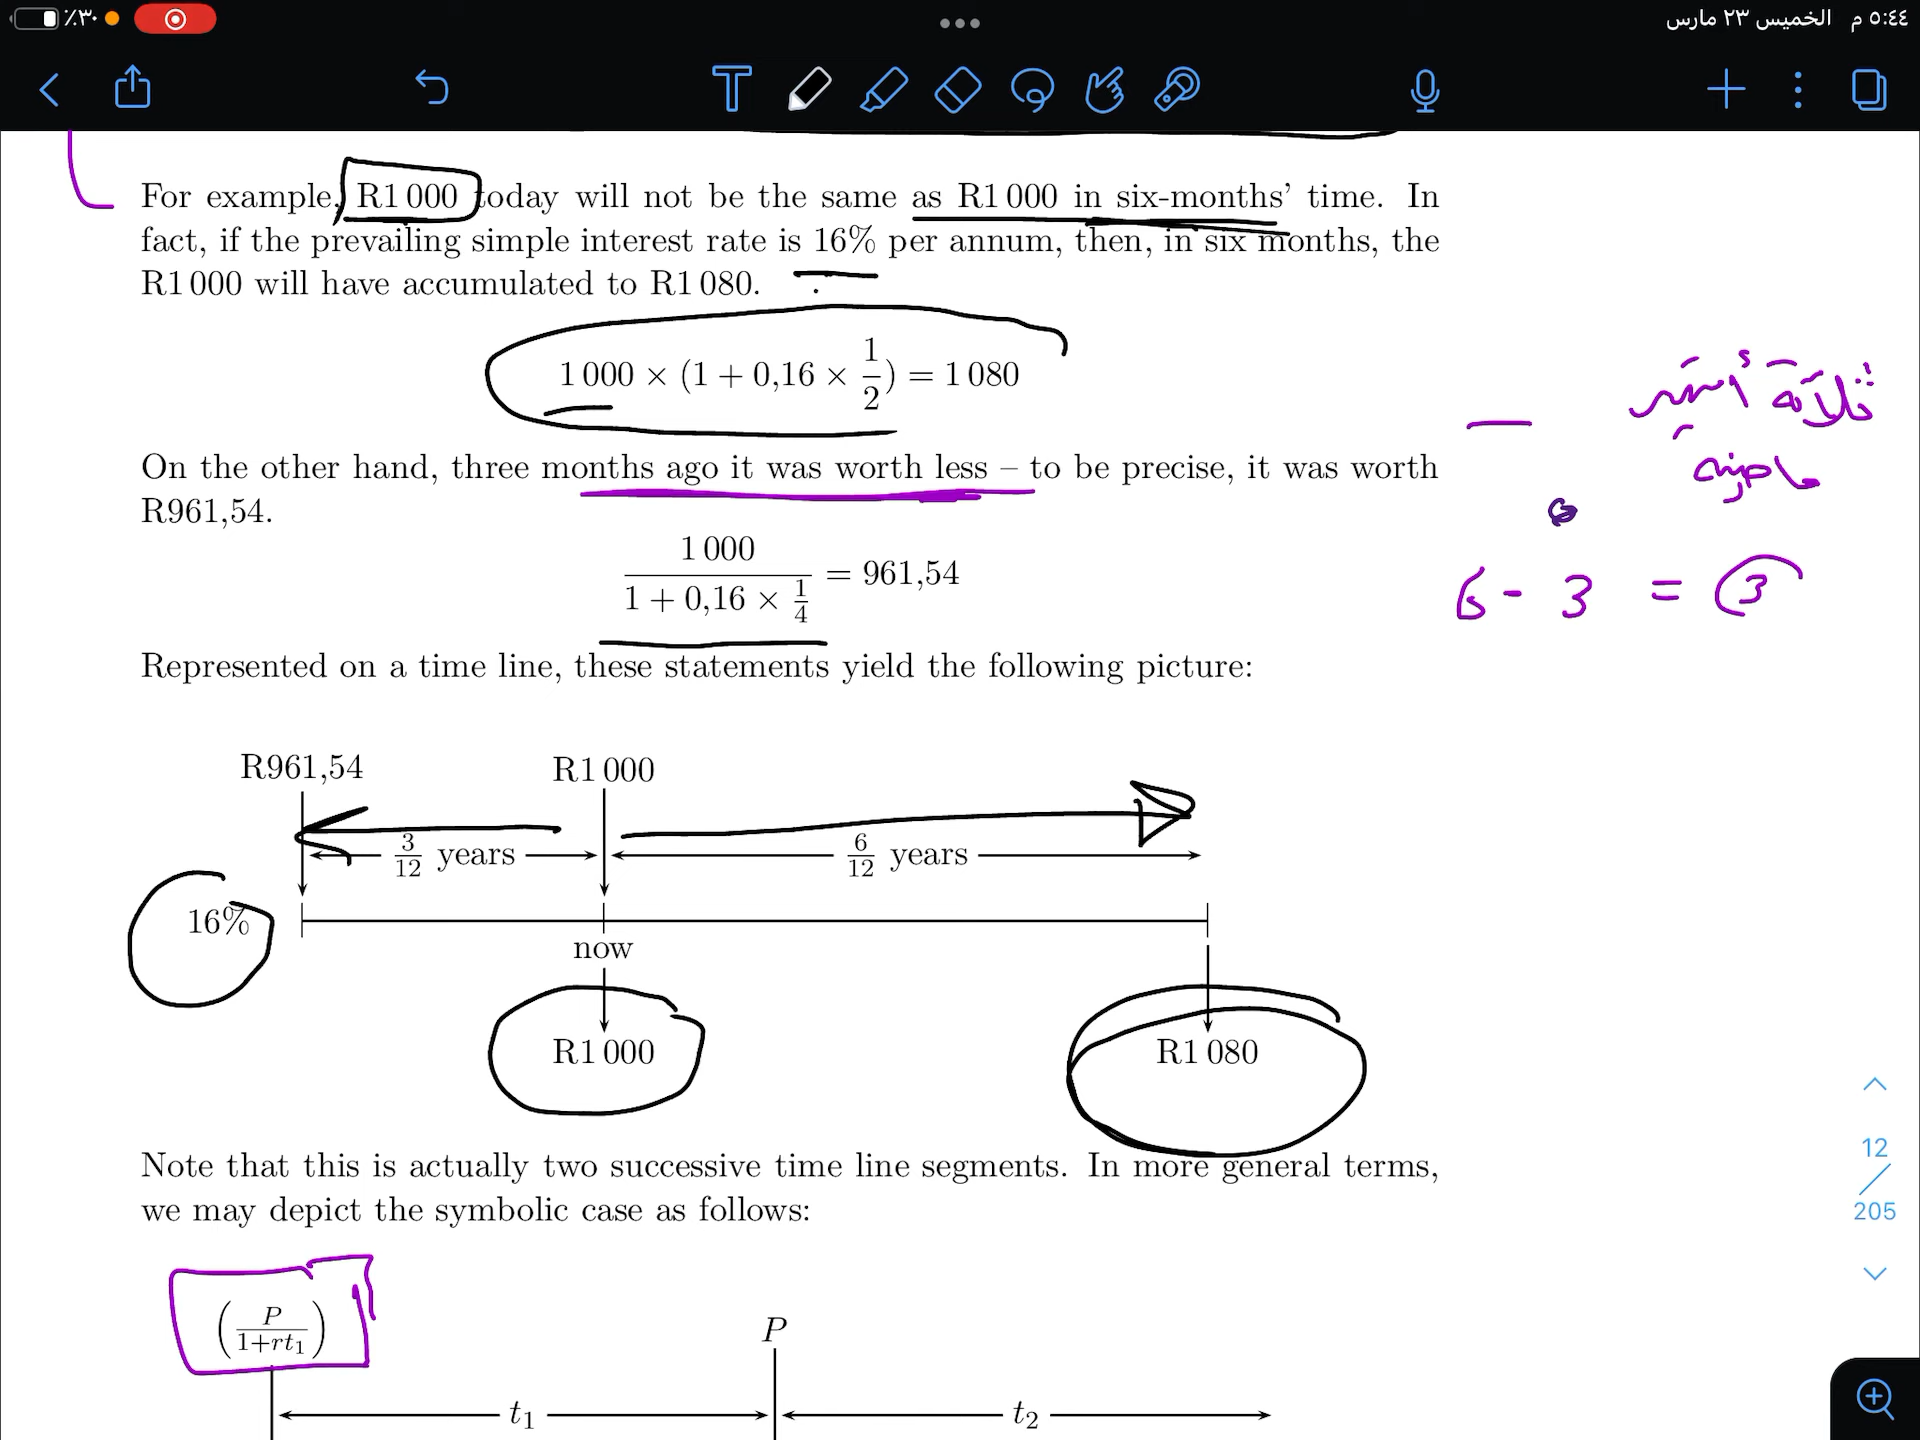 ٪٣٠
٥:٤٤ م الخميس ٢٣ مارس
For example, R1 000 today will not be the same as R1 000 in six-months’ time. In
fact, if the prevailing simple interest rate is 16% per annum, then, in six months, the
R1 000 will have accumulated to R1 080.
1 000 × (1 + 0,16 × 1/2) = 1 080
On the other hand, three months ago it was worth less – to be precise, it was worth
R961,54.
1 000 / (1 + 0,16 × 1/4) = 961,54
ثلاثة أشهر
ماضية
6 - 3 = 3
Represented on a time line, these statements yield the following picture:
R961,54 R1 000
3/12 years 6/12 years
16%
now
R1 000 R1 080
Note that this is actually two successive time line segments. In more general terms,
we may depict the symbolic case as follows:
(P/1+rt₁) P
t₁ t₂
12
/
205